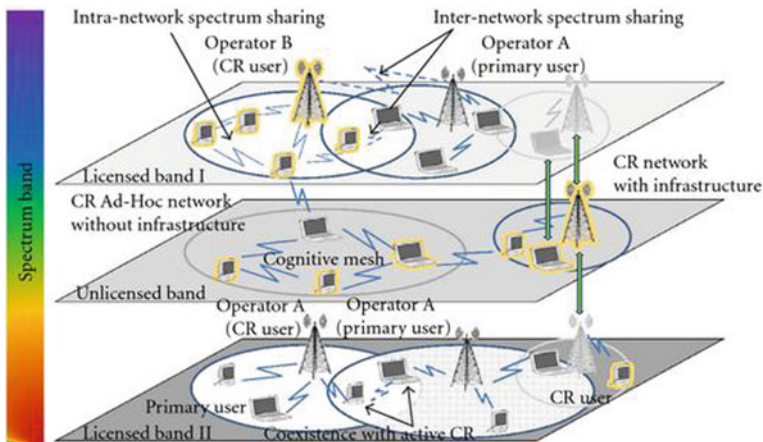 Intra-network spectrum sharing
Inter-network spectrum sharing
Operator B
(CR user)
Operator A
(primary user)
Licensed band I
CR network
with infrastructure
CR Ad-Hoc network
without infrastructure
Spectrum band
Cognitive mesh
Unlicensed band
Operator A
(CR user)
Operator A
(primary user)
Primary user
CR user
Licensed band II
Coexistence with active CR